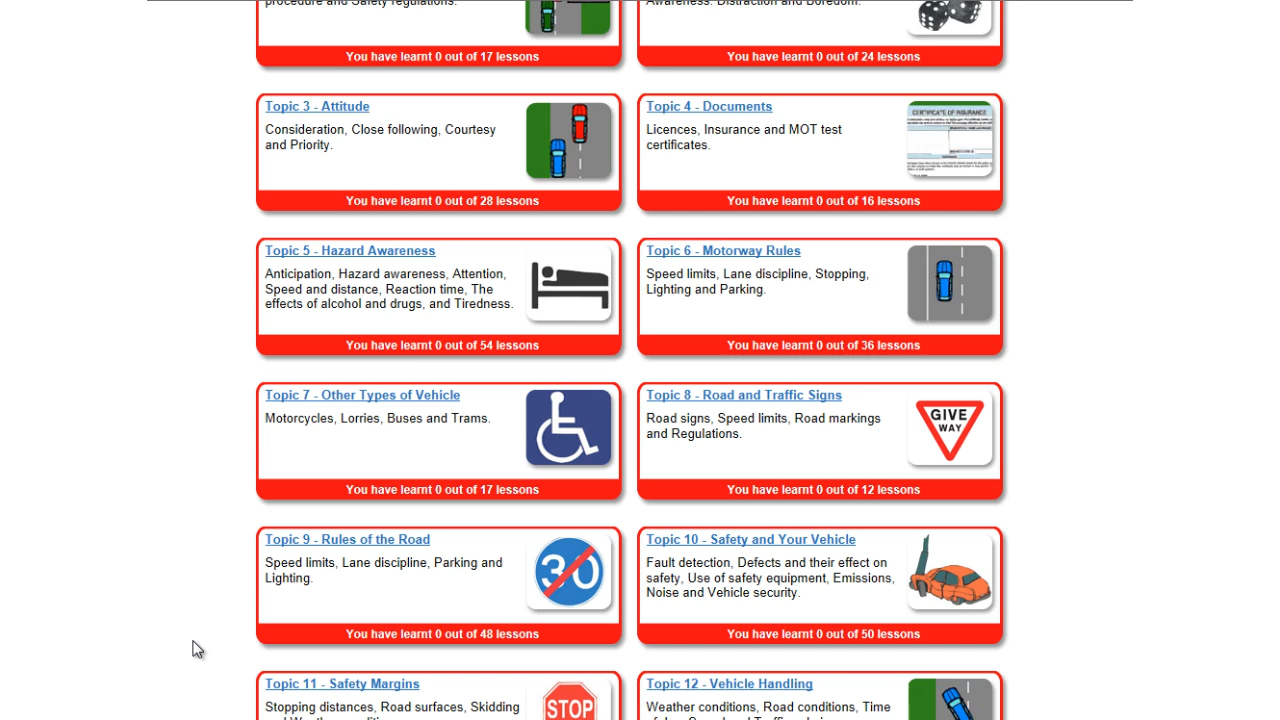 procedure and Safety regulations.
Awareness. Distraction and Boredom.
You have learnt 0 out of 17 lessons
You have learnt 0 out of 24 lessons
Topic 3 - Attitude
Consideration, Close following, Courtesy
and Priority.
You have learnt 0 out of 28 lessons
Topic 4 - Documents
Licences, Insurance and MOT test
certificates.
CERTIFICATE OF INSURANCE
You have learnt 0 out of 16 lessons
Topic 5 - Hazard Awareness
Anticipation, Hazard awareness, Attention,
Speed and distance, Reaction time, The
effects of alcohol and drugs, and Tiredness.
You have learnt 0 out of 54 lessons
Topic 6 - Motorway Rules
Speed limits, Lane discipline, Stopping,
Lighting and Parking.
You have learnt 0 out of 36 lessons
Topic 7 - Other Types of Vehicle
Motorcycles, Lorries, Buses and Trams.
You have learnt 0 out of 17 lessons
Topic 8 - Road and Traffic Signs
Road signs, Speed limits, Road markings
and Regulations.
GIVE
WAY
You have learnt 0 out of 12 lessons
Topic 9 - Rules of the Road
Speed limits, Lane discipline, Parking and
Lighting.
30
You have learnt 0 out of 48 lessons
Topic 10 - Safety and Your Vehicle
Fault detection, Defects and their effect on
safety, Use of safety equipment, Emissions,
Noise and Vehicle security.
You have learnt 0 out of 50 lessons
Topic 11 - Safety Margins
Stopping distances, Road surfaces, Skidding
STOP
Topic 12 - Vehicle Handling
Weather conditions, Road conditions, Time